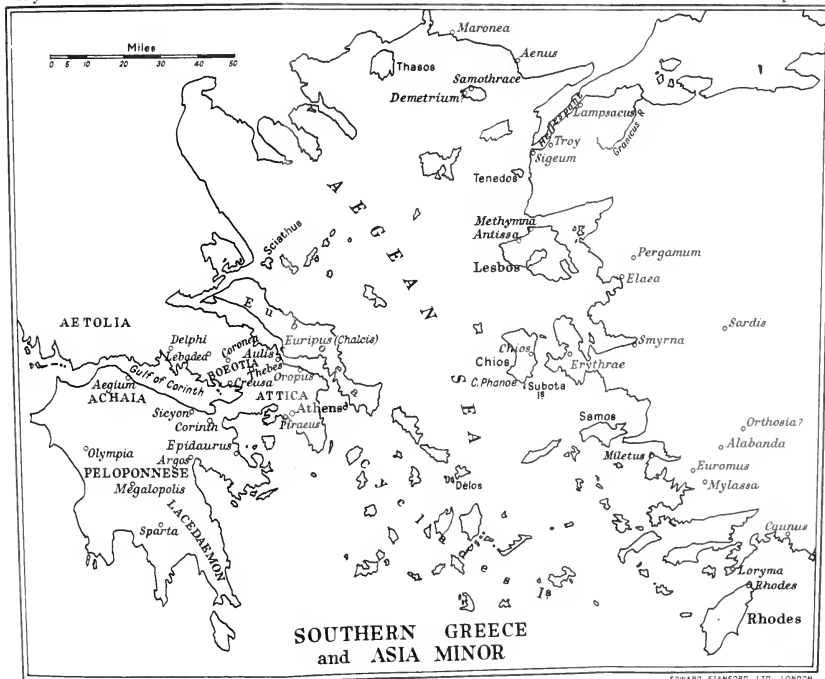 Miles
0 5 10 20 30 40 50
Maronea
Aenus
Thasos
Samothrace
Demetrium?
Hellespont
Lampsacus
Granicus R.
Troy
Sigeum
Tenedos
AEGEAN SEA
Sciathus
Methymna
Antissa
Lesbos
Pergamum
Elaea
Euboea
AETOLIA
Delphi
Lebadea
Coronea
BOEOTIA
Aulis
Thebes
Euripus (Chalcis)
Oropus
Creusa
Gulf of Corinth
Aegium
ACHAIA
ATTICA
Athens
Piraeus
Sicyon
Corinth
Chios
Chios
C. Phanae
Erythrae
Subota Is
Smyrna
Sardis
Samos
Olympia
Epidaurus
Argos
PELOPONNESE
Megalopolis
LACEDAEMON
Sparta
Delos
Cyclades Is
Miletus
Orthosia?
Alabanda
Euromus
Mylassa
Caunus
Loryma
Rhodes
Rhodes
SOUTHERN GREECE
and ASIA MINOR
EDWARD STANFORD LTD. LONDON